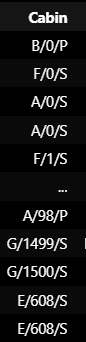 Cabin
B/0/P
F/0/S
A/0/S
A/0/S
F/1/S
...
A/98/P
G/1499/S
G/1500/S
E/608/S
E/608/S